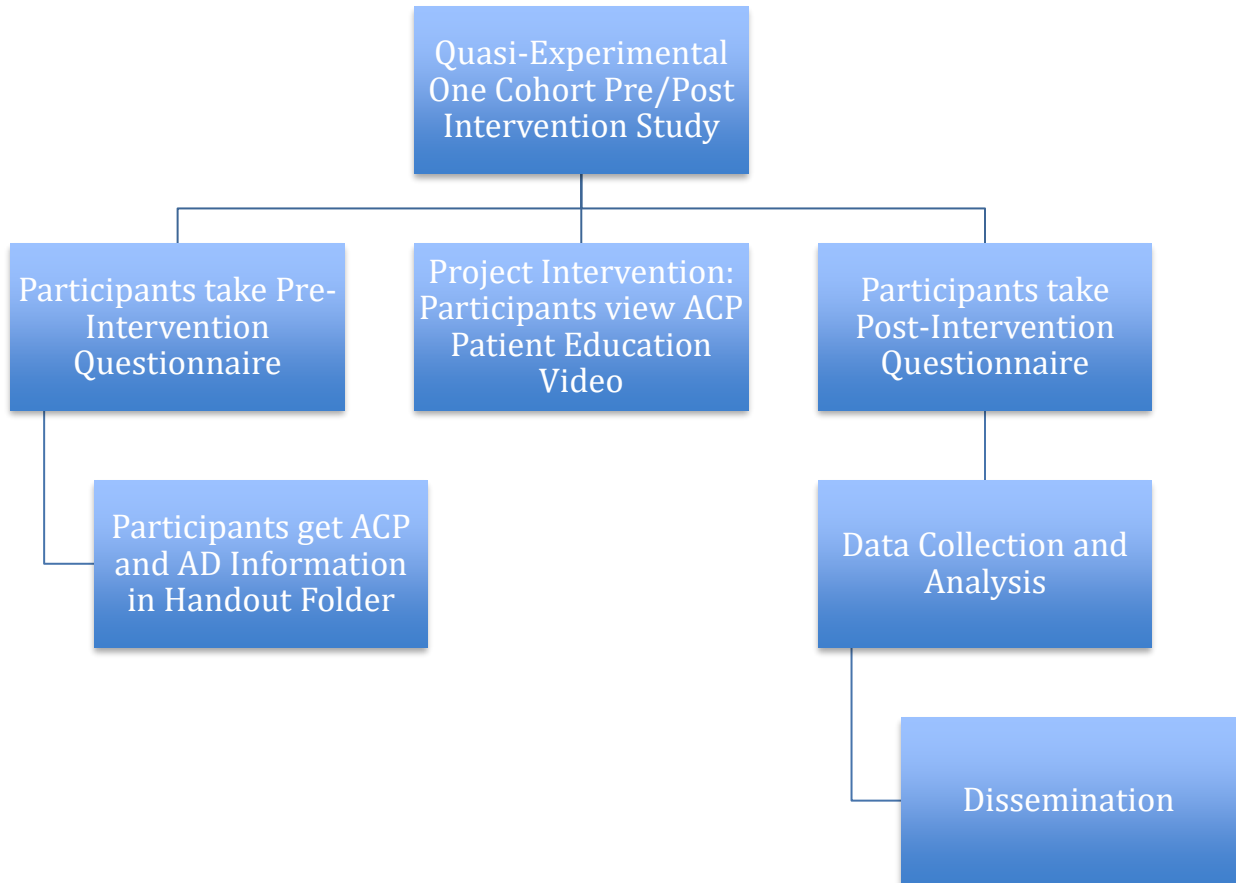 Quasi-Experimental
One Cohort Pre/Post
Intervention Study
Participants take Pre-
Intervention
Questionnaire
Project Intervention:
Participants view ACP
Patient Education
Video
Participants take
Post-Intervention
Questionnaire
Participants get ACP
and AD Information
in Handout Folder
Data Collection and
Analysis
Dissemination